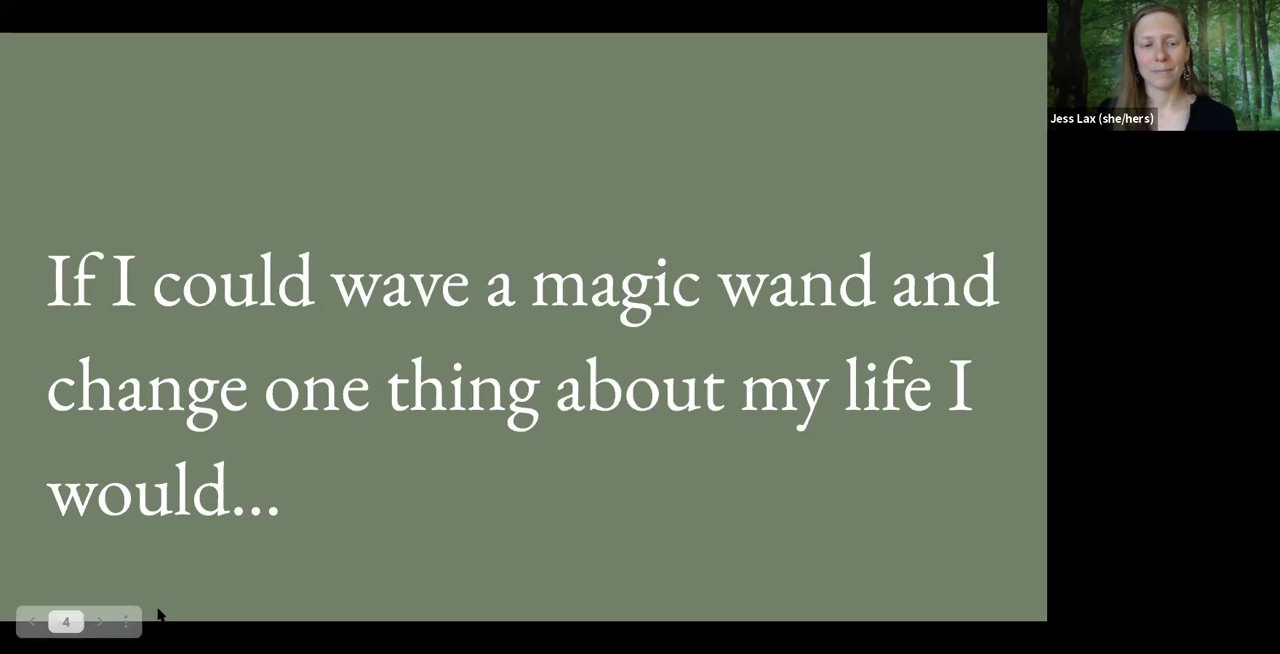 If I could wave a magic wand and
change one thing about my life I
would...
Jess Lax (she/hers)
4